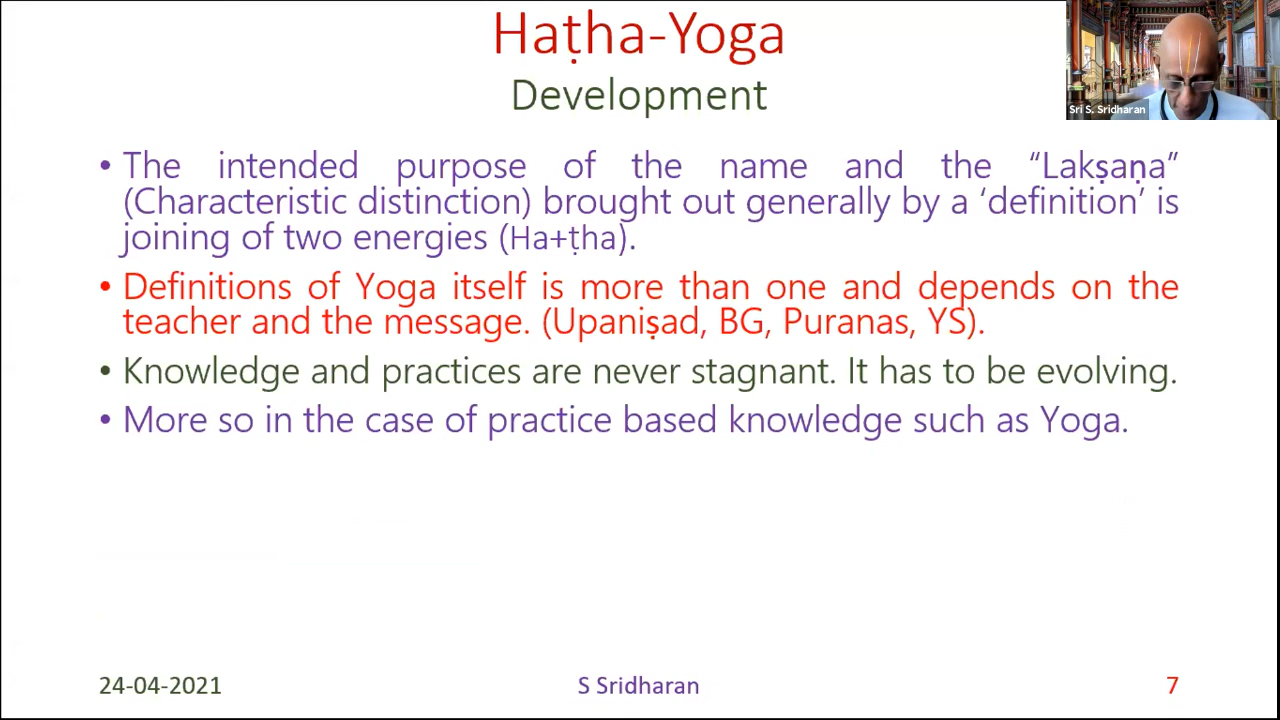 Haṭha-Yoga
Development
Sri S. Sridharan
• The intended purpose of the name and the “Lakṣaṇa”
(Characteristic distinction) brought out generally by a ‘definition’ is
joining of two energies (Ha+ṭha).
• Definitions of Yoga itself is more than one and depends on the
teacher and the message. (Upaniṣad, BG, Puranas, YS).
• Knowledge and practices are never stagnant. It has to be evolving.
• More so in the case of practice based knowledge such as Yoga.
24-04-2021
S Sridharan
7